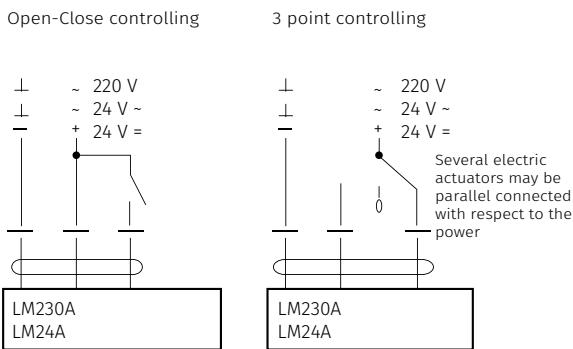 Open-Close controlling
3 point controlling
~ 220 V
~ 24 V ~
+ 24 V =
~ 220 V
~ 24 V ~
+ 24 V =
Several electric
actuators may be
parallel connected
with respect to the
power
LM230A
LM24A
LM230A
LM24A